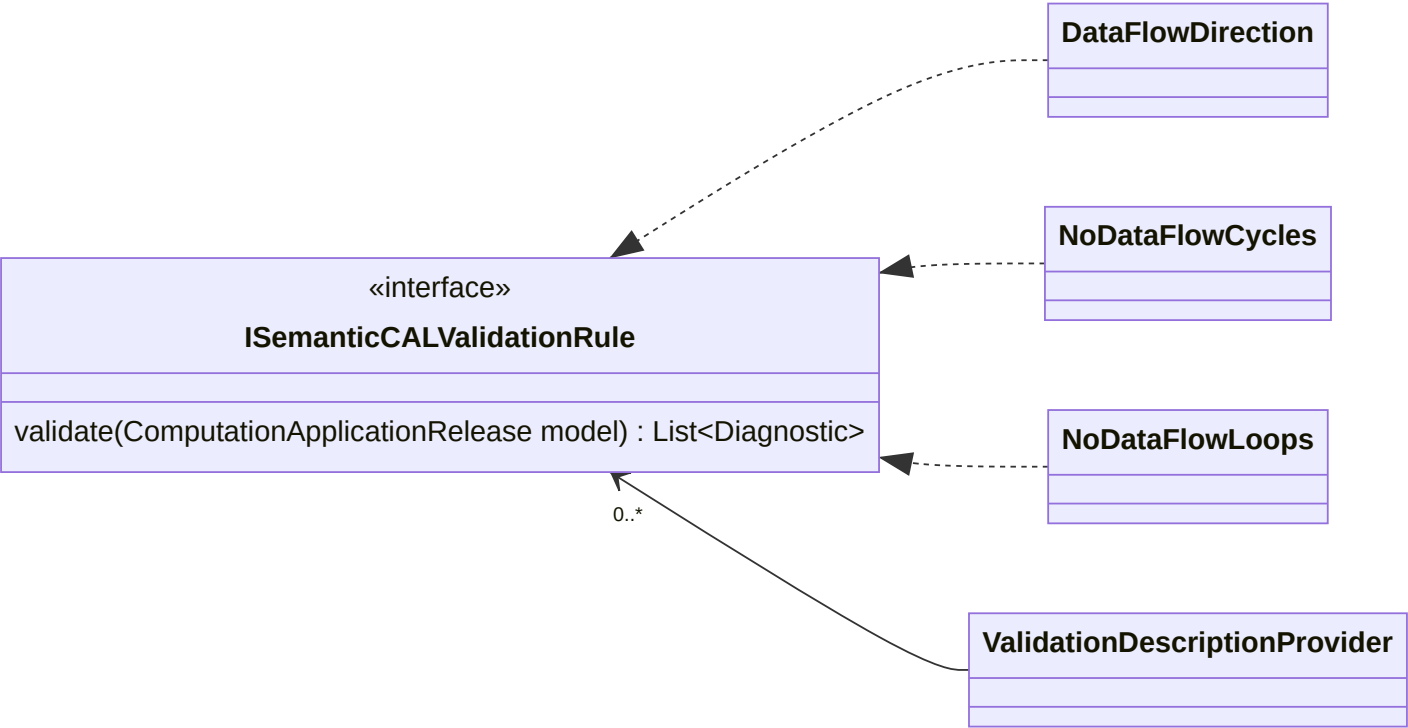 DataFlowDirection
NoDataFlowCycles
«interface»
ISemanticCALValidationRule
validate(ComputationApplicationRelease model) : List<Diagnostic>
NoDataFlowLoops
0..*
ValidationDescriptionProvider